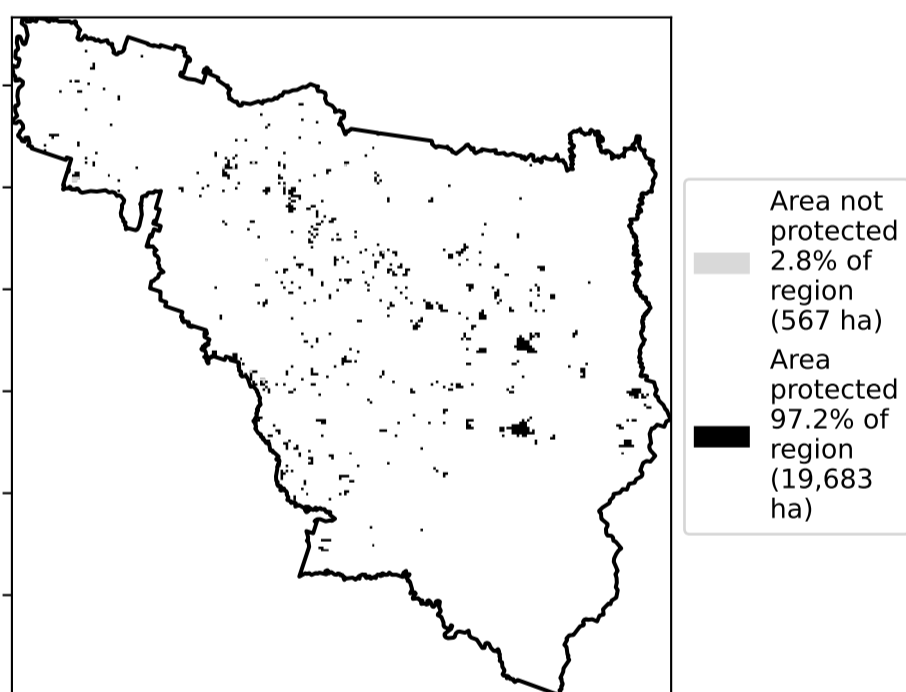 Area not
protected
2.8% of
region
(567 ha)
Area
protected
97.2% of
region
(19,683
ha)